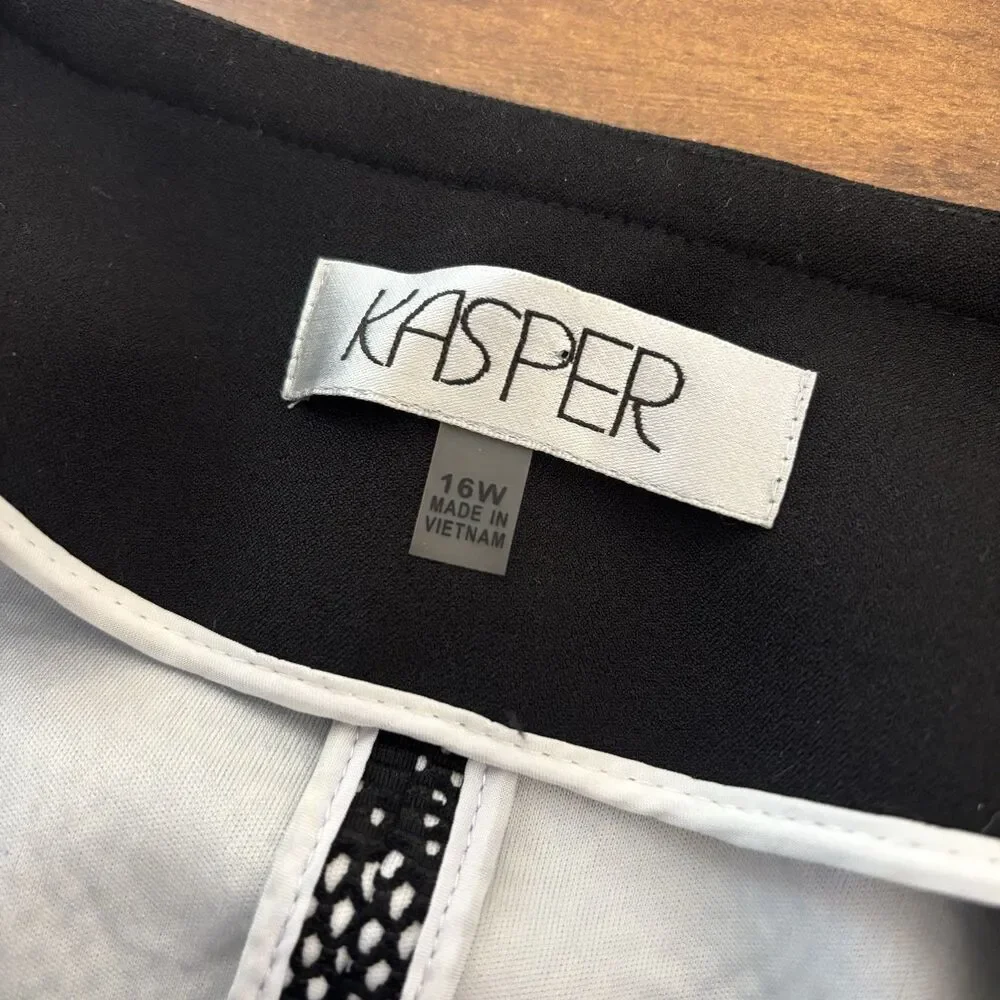 KASPER
16W
MADE IN
VIETNAM